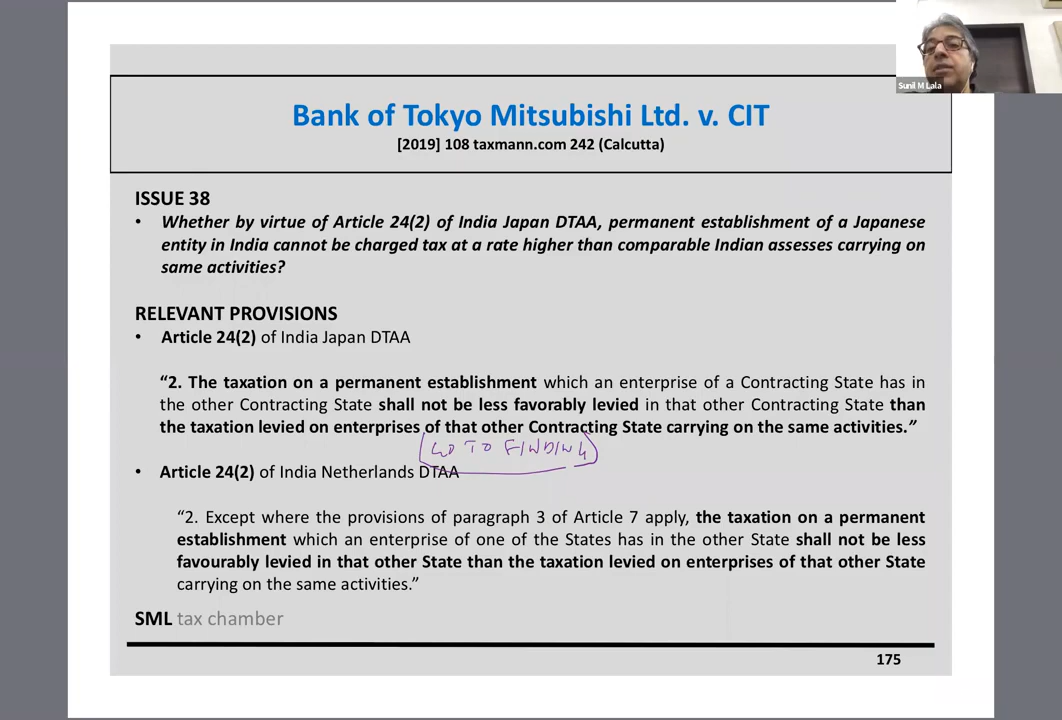 Sunil M Lala
Bank of Tokyo Mitsubishi Ltd. v. CIT
[2019] 108 taxmann.com 242 (Calcutta)
ISSUE 38
• Whether by virtue of Article 24(2) of India Japan DTAA, permanent establishment of a Japanese
entity in India cannot be charged tax at a rate higher than comparable Indian assesses carrying on
same activities?
RELEVANT PROVISIONS
• Article 24(2) of India Japan DTAA
“2. The taxation on a permanent establishment which an enterprise of a Contracting State has in
the other Contracting State shall not be less favorably levied in that other Contracting State than
the taxation levied on enterprises of that other Contracting State carrying on the same activities.”
GO TO FINDING
• Article 24(2) of India Netherlands DTAA
“2. Except where the provisions of paragraph 3 of Article 7 apply, the taxation on a permanent
establishment which an enterprise of one of the States has in the other State shall not be less
favourably levied in that other State than the taxation levied on enterprises of that other State
carrying on the same activities.”
SML tax chamber
175